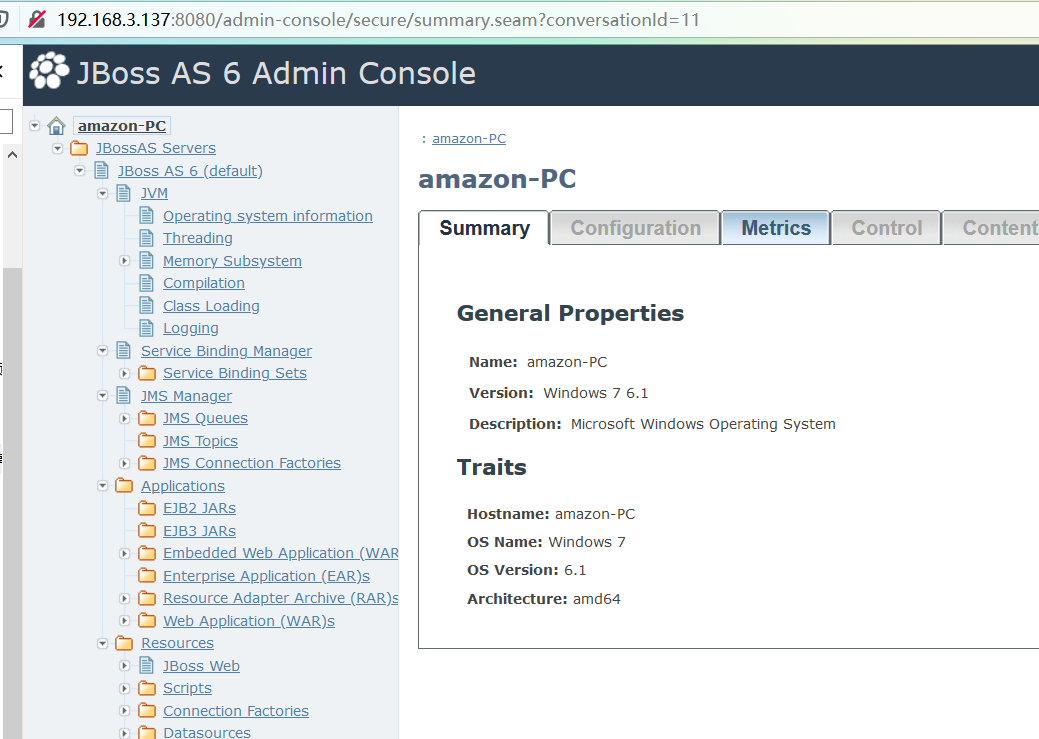 192.168.3.137:8080/admin-console/secure/summary.seam?conversationId=11
JBoss AS 6 Admin Console
amazon-PC
JBossAS Servers
JBoss AS 6 (default)
JVM
Operating system information
Threading
Memory Subsystem
Compilation
Class Loading
Logging
Service Binding Manager
Service Binding Sets
JMS Manager
JMS Queues
JMS Topics
JMS Connection Factories
Applications
EJB2 JARs
EJB3 JARs
Embedded Web Application (WAR
Enterprise Application (EAR)s
Resource Adapter Archive (RAR)s
Web Application (WAR)s
Resources
JBoss Web
Scripts
Connection Factories
Datasources
: amazon-PC
amazon-PC
Summary Configuration Metrics Control Content
General Properties
Name: amazon-PC
Version: Windows 7 6.1
Description: Microsoft Windows Operating System
Traits
Hostname: amazon-PC
OS Name: Windows 7
OS Version: 6.1
Architecture: amd64